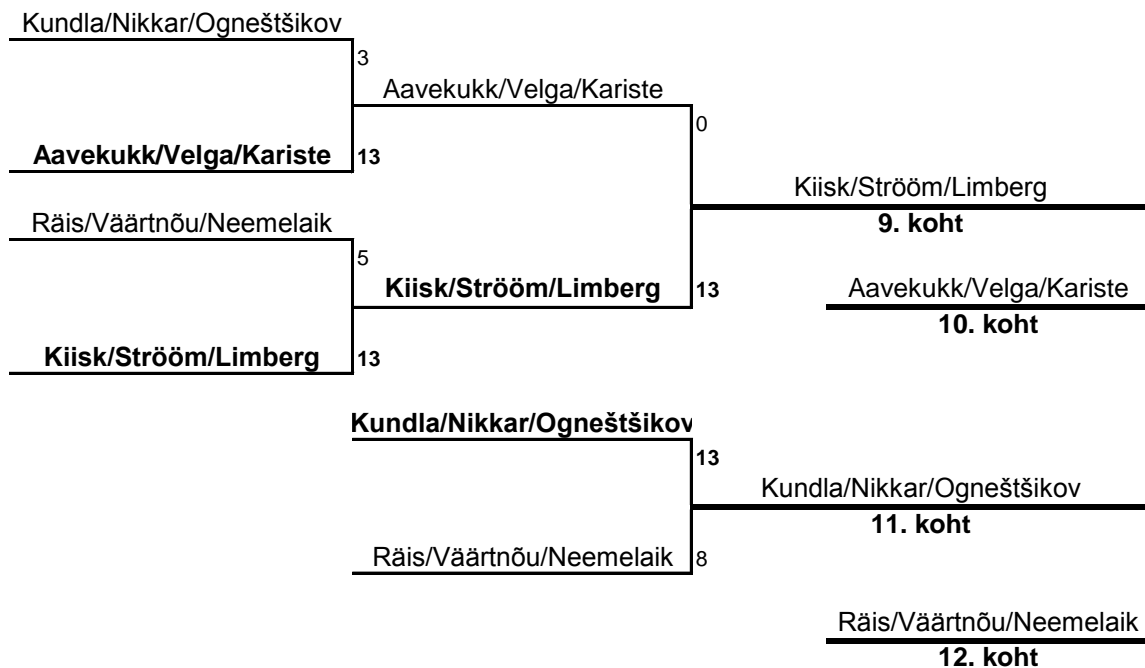 Kundla/Nikkar/Ogneštšikov
3
Aavekukk/Velga/Kariste
0
Aavekukk/Velga/Kariste 13
Kiisk/Strööm/Limberg
Räis/Väärtnõu/Neemelaik
9. koht
5
Kiisk/Strööm/Limberg 13
Aavekukk/Velga/Kariste
10. koht
Kiisk/Strööm/Limberg 13
Kundla/Nikkar/Ogneštšikov
13
Kundla/Nikkar/Ogneštšikov
11. koht
Räis/Väärtnõu/Neemelaik 8
Räis/Väärtnõu/Neemelaik
12. koht